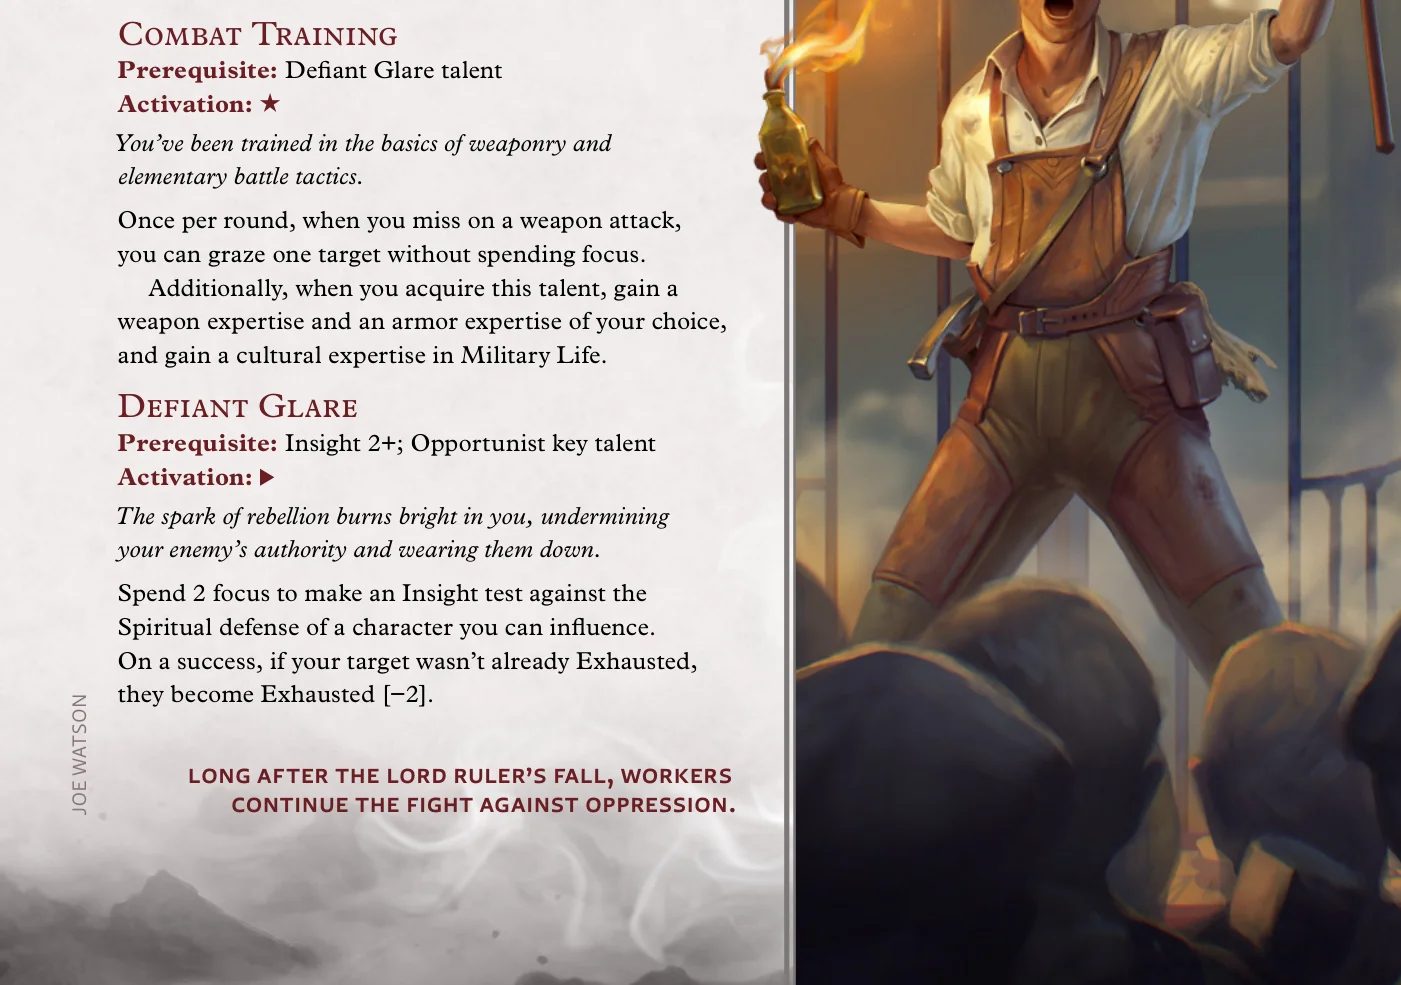 Combat Training
Prerequisite: Defiant Glare talent
Activation: ★
You've been trained in the basics of weaponry and
elementary battle tactics.
Once per round, when you miss on a weapon attack,
you can graze one target without spending focus.
Additionally, when you acquire this talent, gain a
weapon expertise and an armor expertise of your choice,
and gain a cultural expertise in Military Life.
Defiant Glare
Prerequisite: Insight 2+; Opportunist key talent
Activation: ▶
The spark of rebellion burns bright in you, undermining
your enemy's authority and wearing them down.
Spend 2 focus to make an Insight test against the
Spiritual defense of a character you can influence.
On a success, if your target wasn't already Exhausted,
they become Exhausted [−2].
JOE WATSON
LONG AFTER THE LORD RULER'S FALL, WORKERS
CONTINUE THE FIGHT AGAINST OPPRESSION.